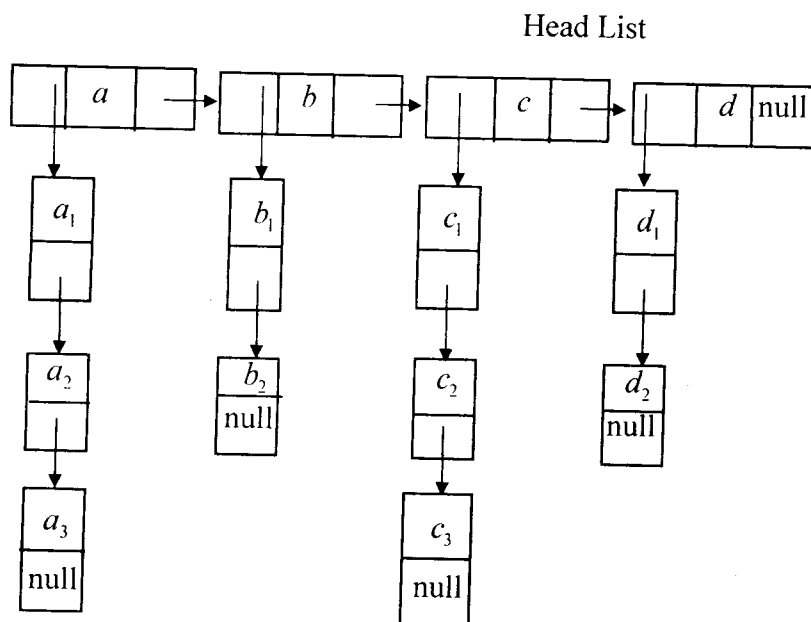 Head List
a b c d null
a₁ b₁ c₁ d₁
a₂ b₂ c₂ d₂
null null
a₃ c₃
null null